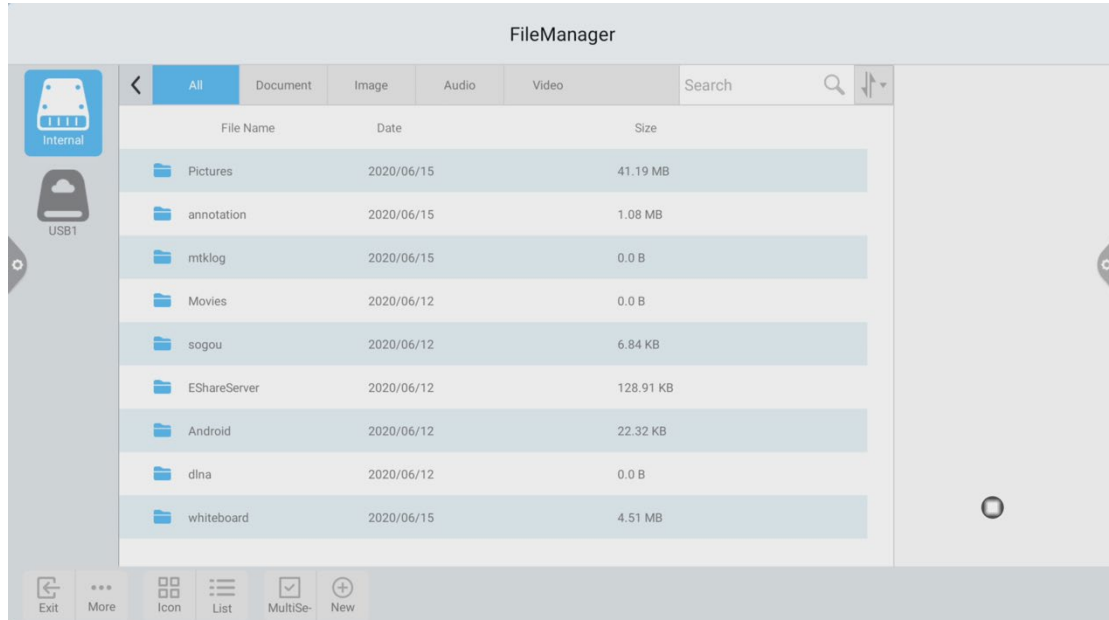 FileManager
Internal
USB1
All Document Image Audio Video Search
File Name Date Size
Pictures 2020/06/15 41.19 MB
annotation 2020/06/15 1.08 MB
mtklog 2020/06/15 0.0 B
Movies 2020/06/12 0.0 B
sogou 2020/06/12 6.84 KB
EShareServer 2020/06/12 128.91 KB
Android 2020/06/12 22.32 KB
dlna 2020/06/12 0.0 B
whiteboard 2020/06/15 4.51 MB
Exit More Icon List MultiSe- New